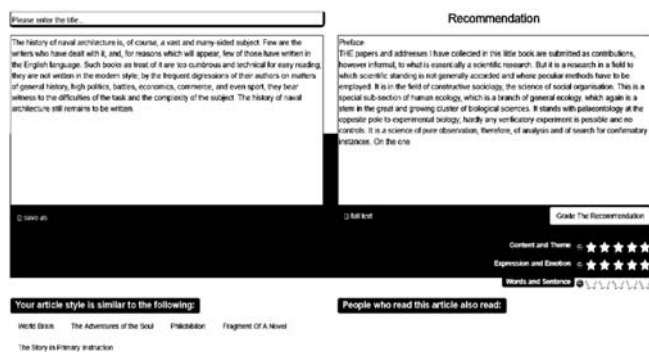 Please enter the title...
The history of naval architecture is, of course, a vast and many-sided subject. Few are the
writers who have dealt with it, and, for reasons which will appear, few of those have written in
the English language. Such books as treat of it are too cumbrous and technical for easy reading,
they are not written in the modern style, by the frequent digressions of their authors on matters
of general history, high politics, battles, economics, commerce, and even sport, they bear
witness to the difficulties of the task and the complexity of the subject. The history of naval
architecture still remains to be written.
save as
Your article style is similar to the following:
World Brain The Adventures of the Soul Philobiblon Fragment Of A Novel
The Story in Primary Instruction
Recommendation
Preface
THE papers and addresses I have collected in this little book are submitted as contributions,
however informal, to what is essentially a scientific research. But it is a research in a field to
which scientific standing is not generally accorded and where peculiar methods have to be
employed. It is in the field of constructive sociology, the science of social organisation. This is a
special sub-section of human ecology, which is a branch of general ecology, which again is a
stem in the great and growing cluster of biological sciences. It stands with palaeontology at the
opposite pole to experimental biology; hardly any verificatory experiment is possible and no
controls. It is a science of pure observation, therefore, of analysis and of search for confirmatory
instances. On the one
full text
Grade The Recommendation
Content and Theme
Expression and Emotion
Words and Sentence
People who read this article also read: